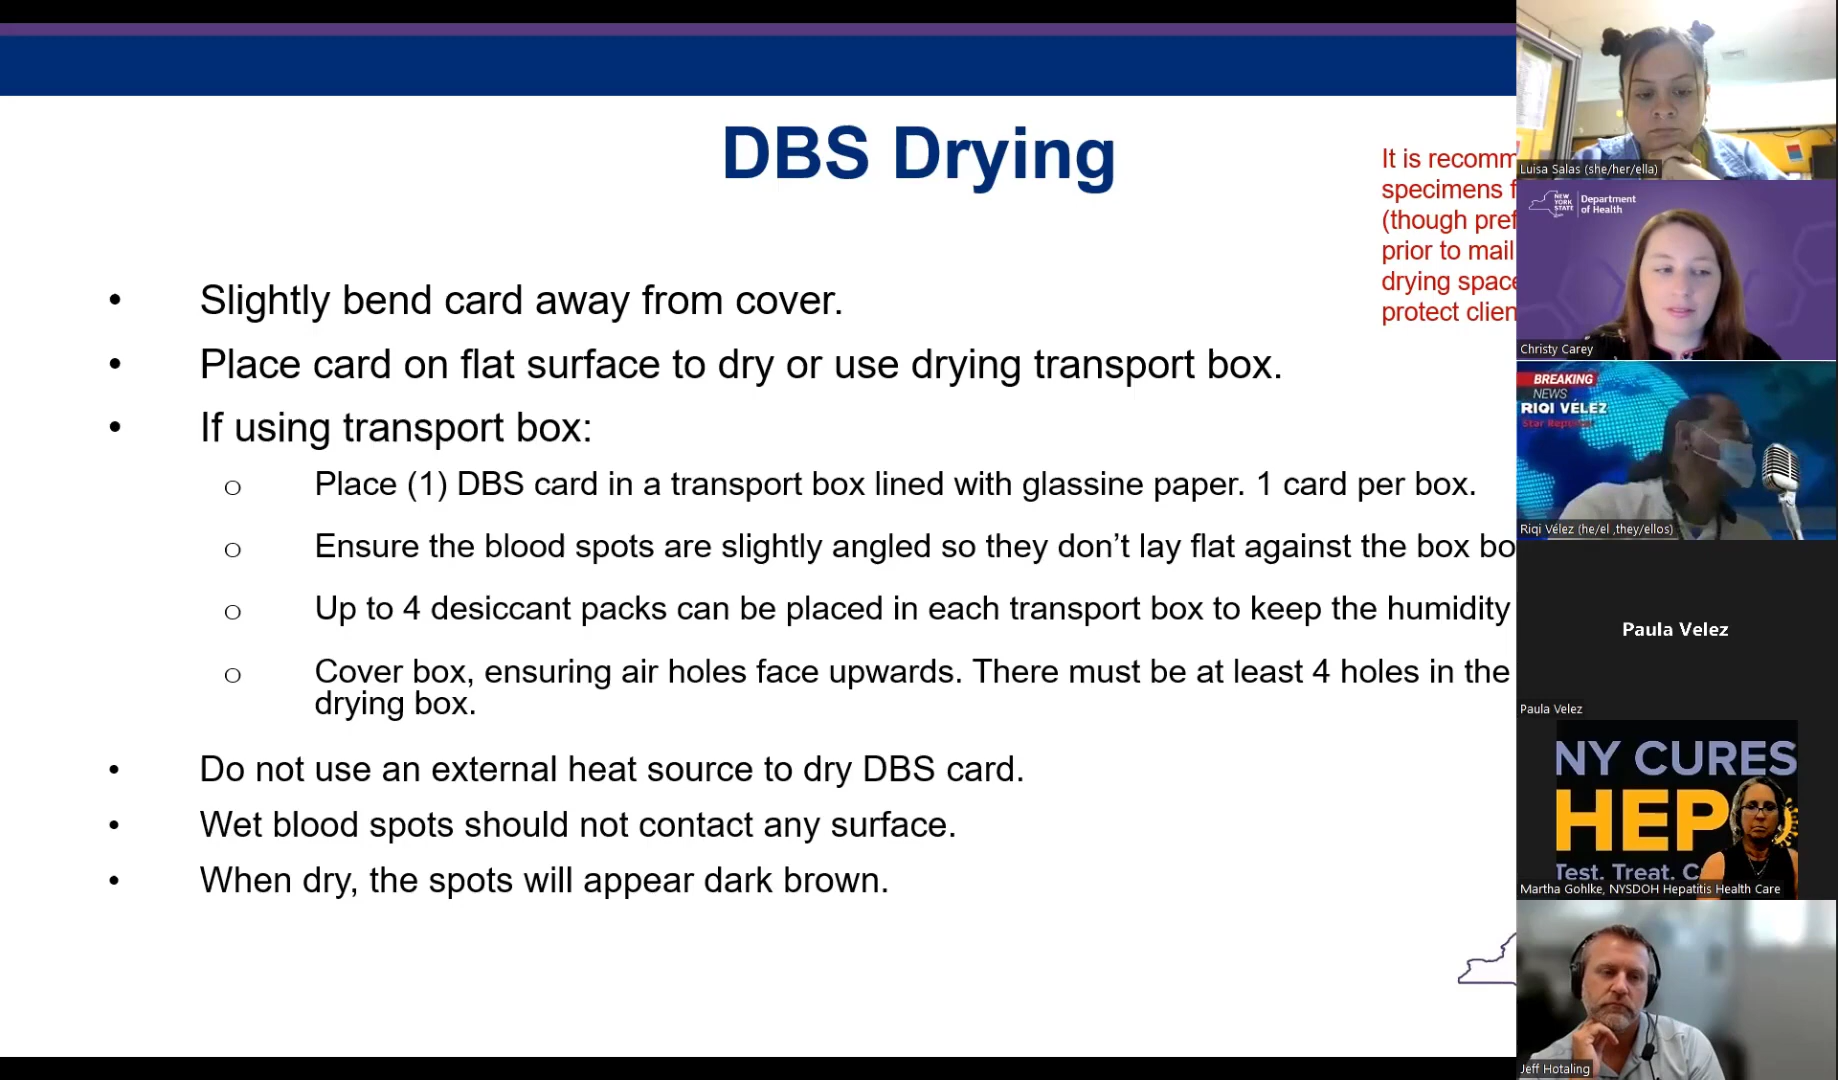 DBS Drying
It is recomm
specimens f
(though pref
prior to mail
drying space
protect clien
• Slightly bend card away from cover.
• Place card on flat surface to dry or use drying transport box.
• If using transport box:
o Place (1) DBS card in a transport box lined with glassine paper. 1 card per box.
o Ensure the blood spots are slightly angled so they don’t lay flat against the box bo
o Up to 4 desiccant packs can be placed in each transport box to keep the humidity
o Cover box, ensuring air holes face upwards. There must be at least 4 holes in the
drying box.
• Do not use an external heat source to dry DBS card.
• Wet blood spots should not contact any surface.
• When dry, the spots will appear dark brown.
Luisa Salas (she/her/ella)
NEW
YORK
STATE
Department
of Health
Christy Carey
BREAKING
NEWS
RIQI VÉLEZ
Star Reporter
Riqi Vélez (he/el ,they/ellos)
Paula Velez
Paula Velez
NY CURES
HEP
Test. Treat. C
Martha Gohlke, NYSDOH Hepatitis Health Care
Jeff Hotaling